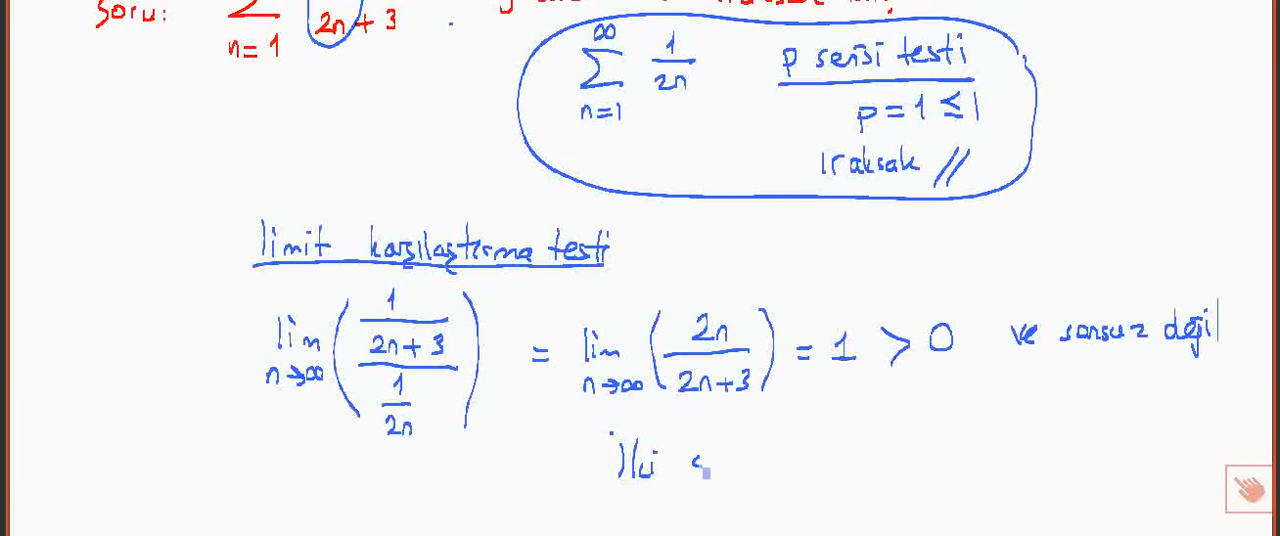 Soru: ∑ n=1 2n+3 .
∞ ∑ n=1 1/2n p serisi testi
p = 1 ≤ 1
Iraksak //
limit karşılaştırma testi
lim n→∞ ( (1/(2n+3)) / (1/2n) ) = lim n→∞ ( 2n/(2n+3) ) = 1 > 0 ve sonsuz değil
İki